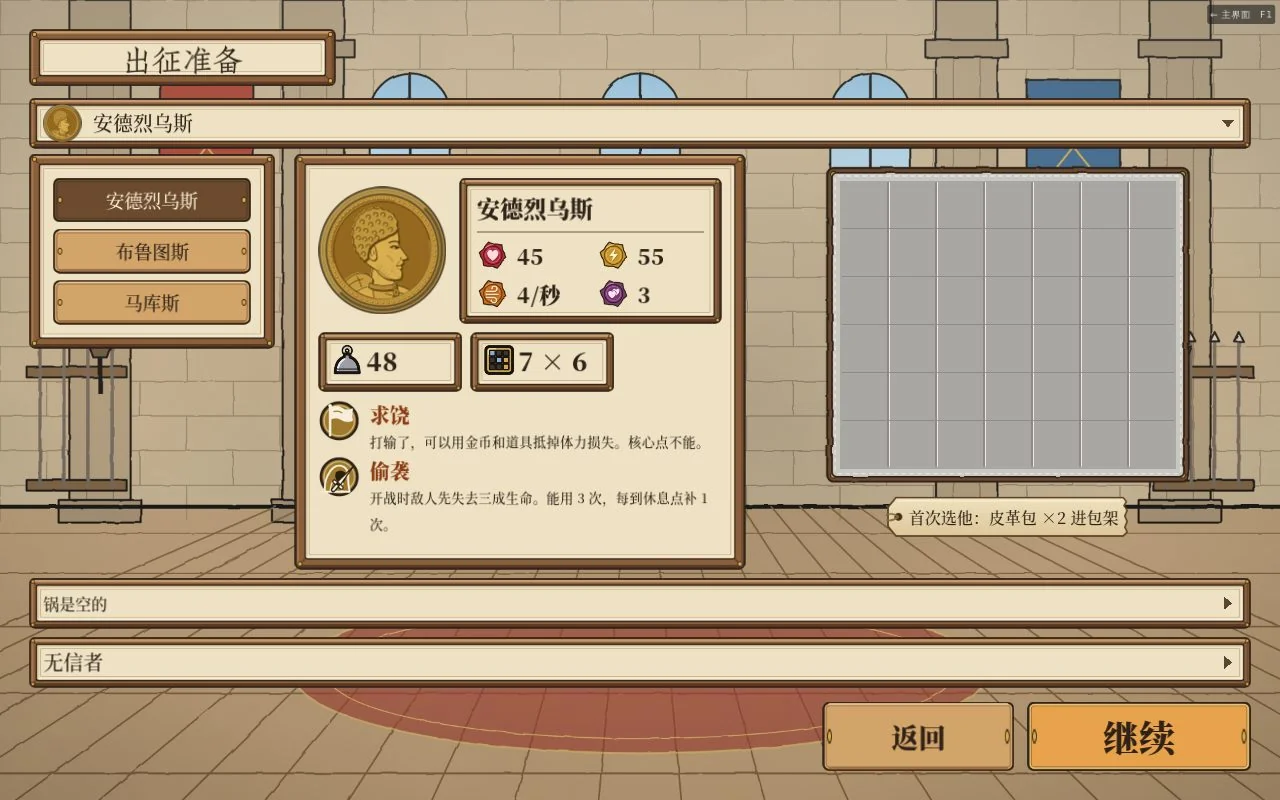 ← 主界面 F1
出征准备
安德烈乌斯
安德烈乌斯
布鲁图斯
马库斯
安德烈乌斯
45
55
4/秒
3
48
7 × 6
求饶
打输了，可以用金币和道具抵掉体力损失。核心点不能。
偷袭
开战时敌人先失去三成生命。能用 3 次，每到休息点补 1
次。
首次选他：皮革包 ×2 进包架
锅是空的
无信者
返回
继续